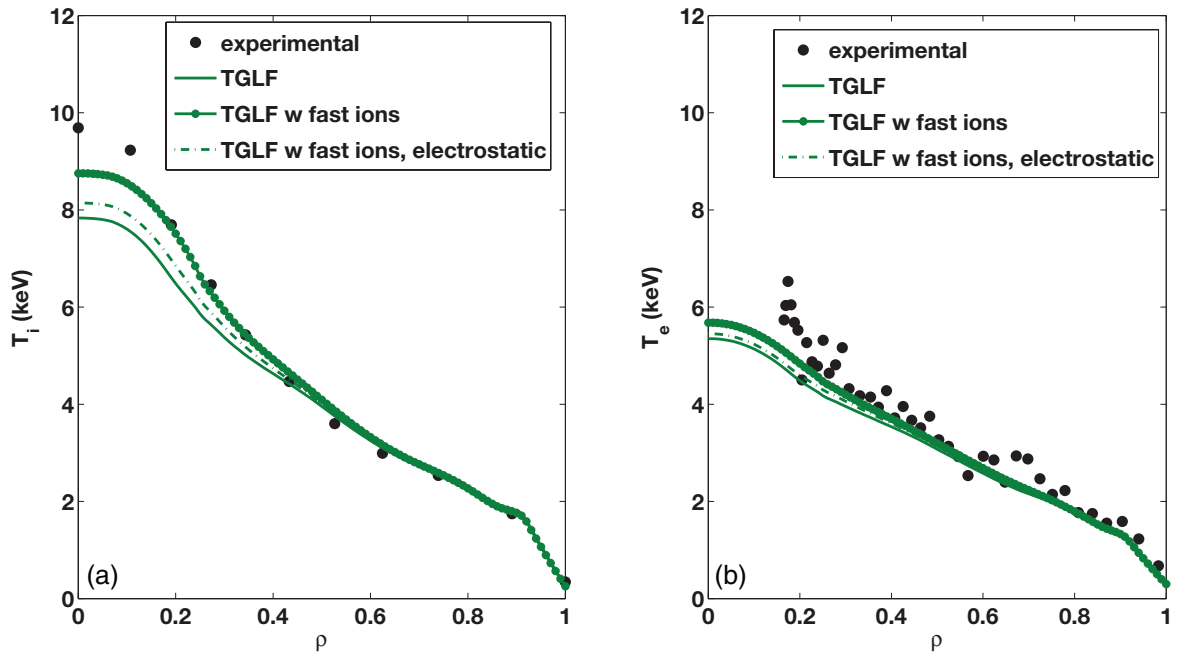 12
10
8
6
4
2
0
T_i (keV)
experimental
TGLF
TGLF w fast ions
TGLF w fast ions, electrostatic
(a)
0 0.2 0.4 0.6 0.8 1
ρ
12
10
8
6
4
2
0
T_e (keV)
experimental
TGLF
TGLF w fast ions
TGLF w fast ions, electrostatic
(b)
0 0.2 0.4 0.6 0.8 1
ρ